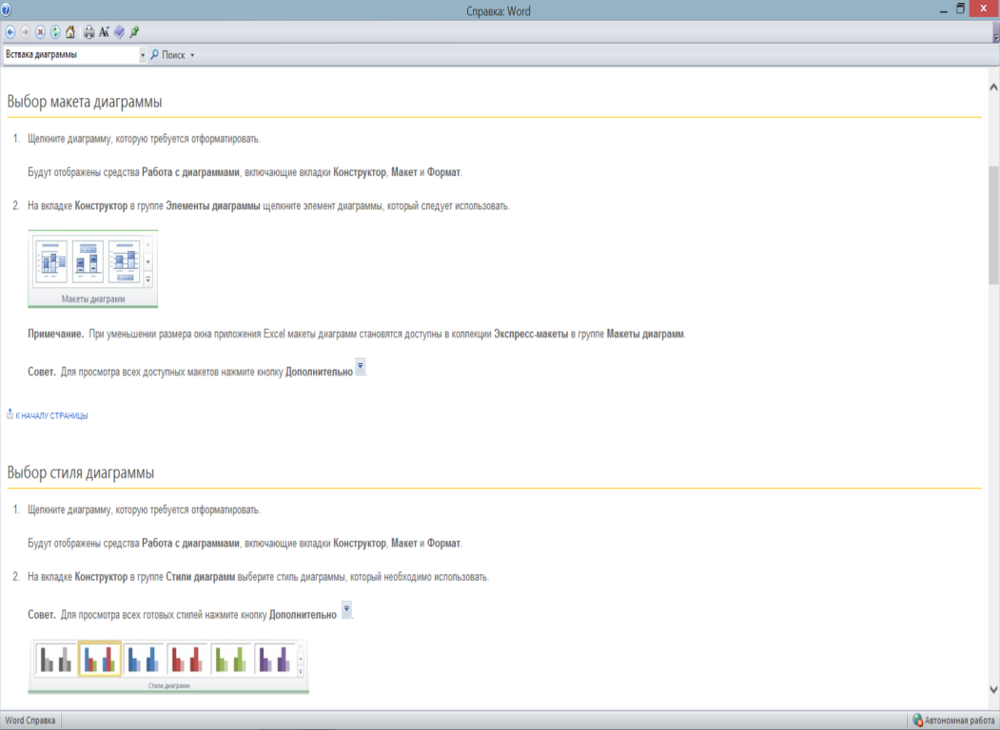 Справка: Word
Вствака диаграммы
Поиск
Выбор макета диаграммы
1. Щелкните диаграмму, которую требуется отформатировать.
Будут отображены средства Работа с диаграммами, включающие вкладки Конструктор, Макет и Формат.
2. На вкладке Конструктор в группе Элементы диаграммы щелкните элемент диаграммы, который следует использовать.
Макеты диаграмм
Примечание. При уменьшении размера окна приложения Excel макеты диаграмм становятся доступны в коллекции Экспресс-макеты в группе Макеты диаграмм.
Совет. Для просмотра всех доступных макетов нажмите кнопку Дополнительно .
К НАЧАЛУ СТРАНИЦЫ
Выбор стиля диаграммы
1. Щелкните диаграмму, которую требуется отформатировать.
Будут отображены средства Работа с диаграммами, включающие вкладки Конструктор, Макет и Формат.
2. На вкладке Конструктор в группе Стили диаграмм выберите стиль диаграммы, который необходимо использовать.
Совет. Для просмотра всех готовых стилей нажмите кнопку Дополнительно .
Стили диаграмм
Word Справка
Автономная работа